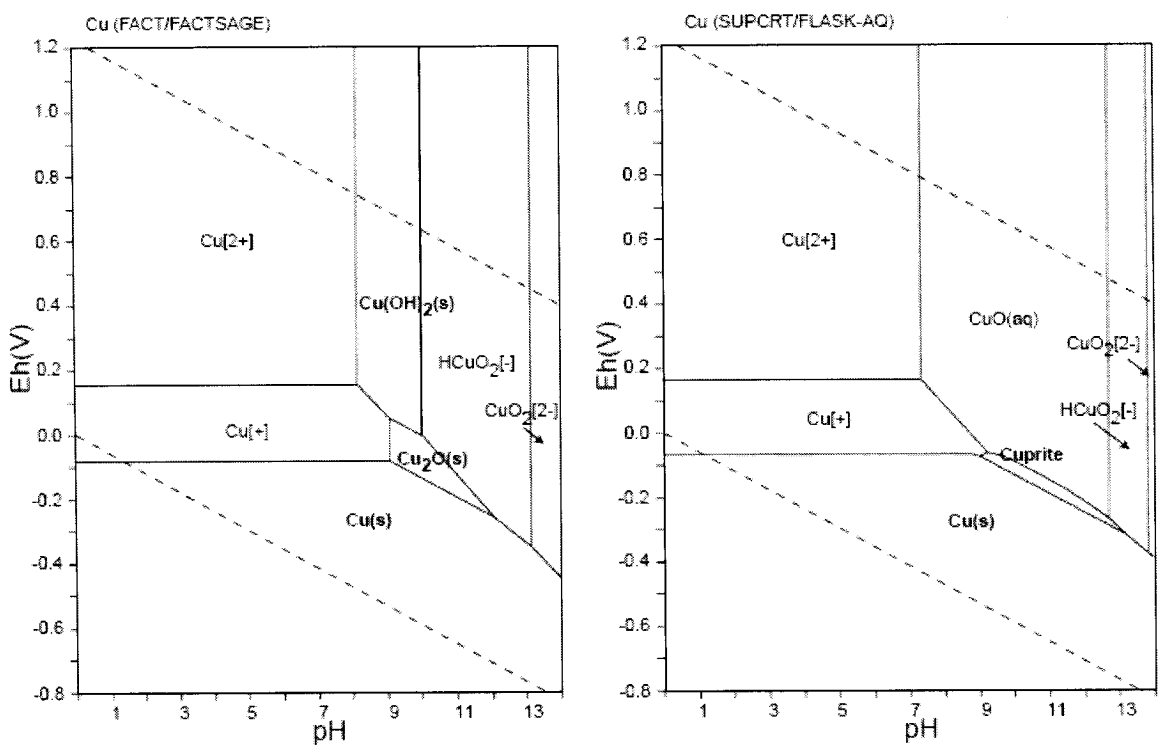 Cu (FACT/FACTSAGE)
1.2
1.0
0.8
0.6
0.4
0.2
0.0
-0.2
-0.4
-0.6
-0.8
Eh(V)
Cu[2+]
Cu(OH)2(s)
HCuO2[-]
CuO2[2-]
Cu[+]
Cu2O(s)
Cu(s)
1 3 5 7 9 11 13
pH
Cu (SUPCRT/FLASK-AQ)
1.2
1.0
0.8
0.6
0.4
0.2
0.0
-0.2
-0.4
-0.6
-0.8
Eh(V)
Cu[2+]
CuO(aq)
CuO2[2-]
HCuO2[-]
Cu[+]
Cuprite
Cu(s)
1 3 5 7 9 11 13
pH